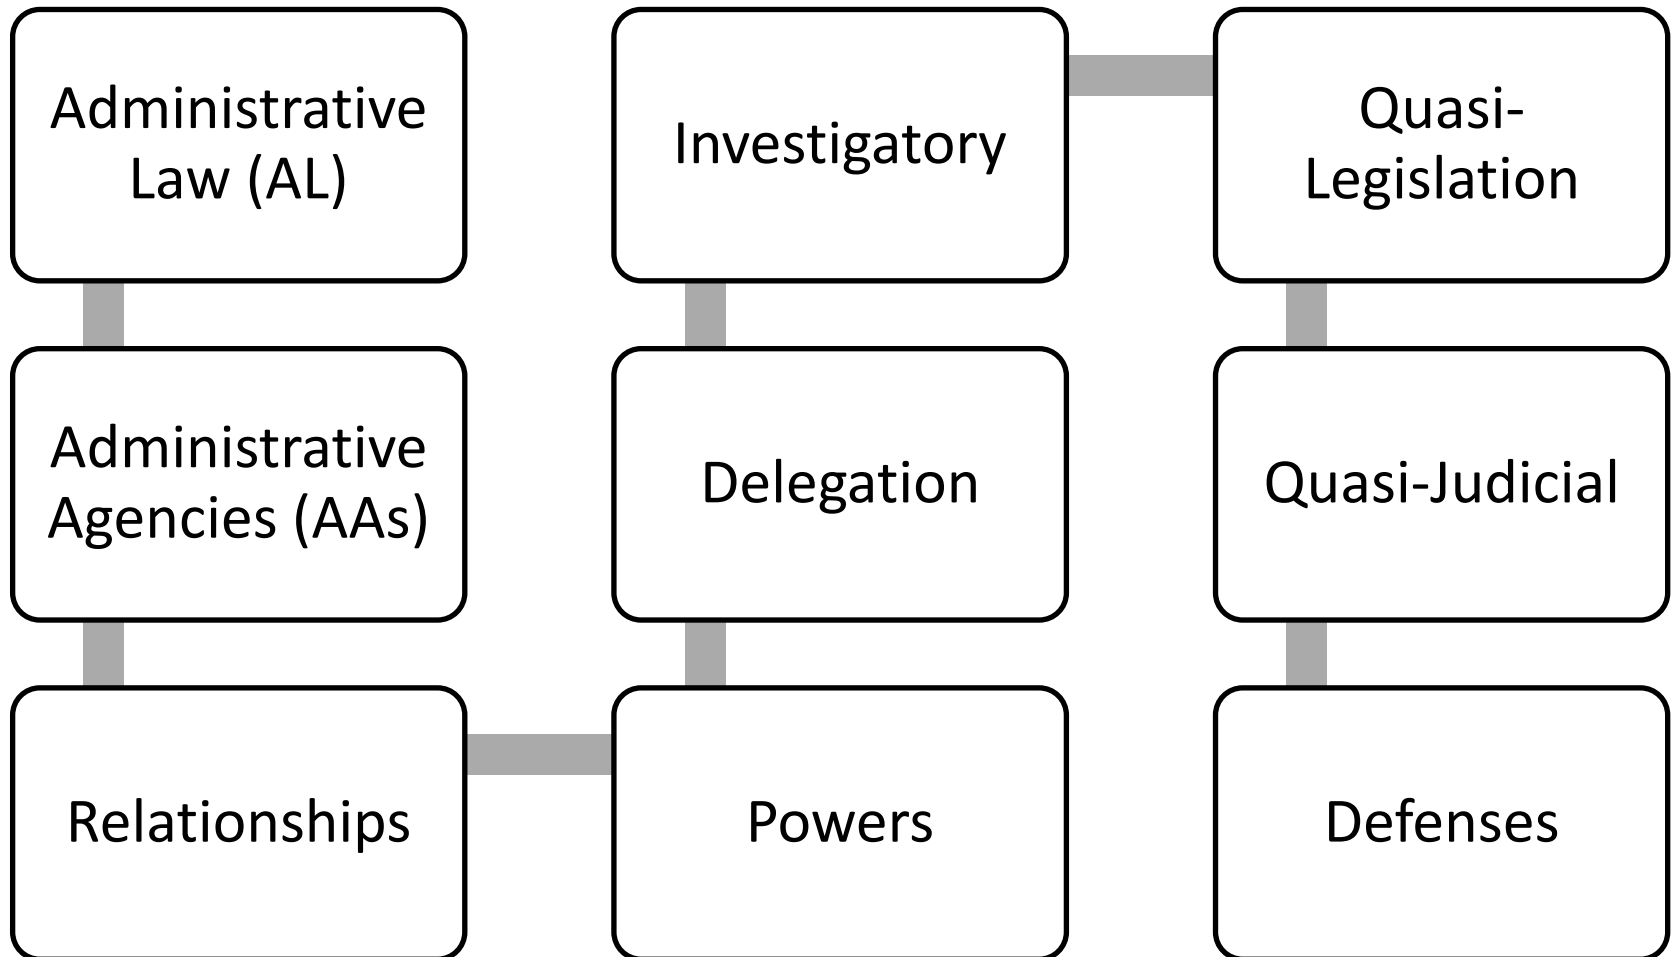 Administrative
Law (AL)
Administrative
Agencies (AAs)
Relationships
Powers
Delegation
Investigatory
Quasi-
Legislation
Quasi-Judicial
Defenses